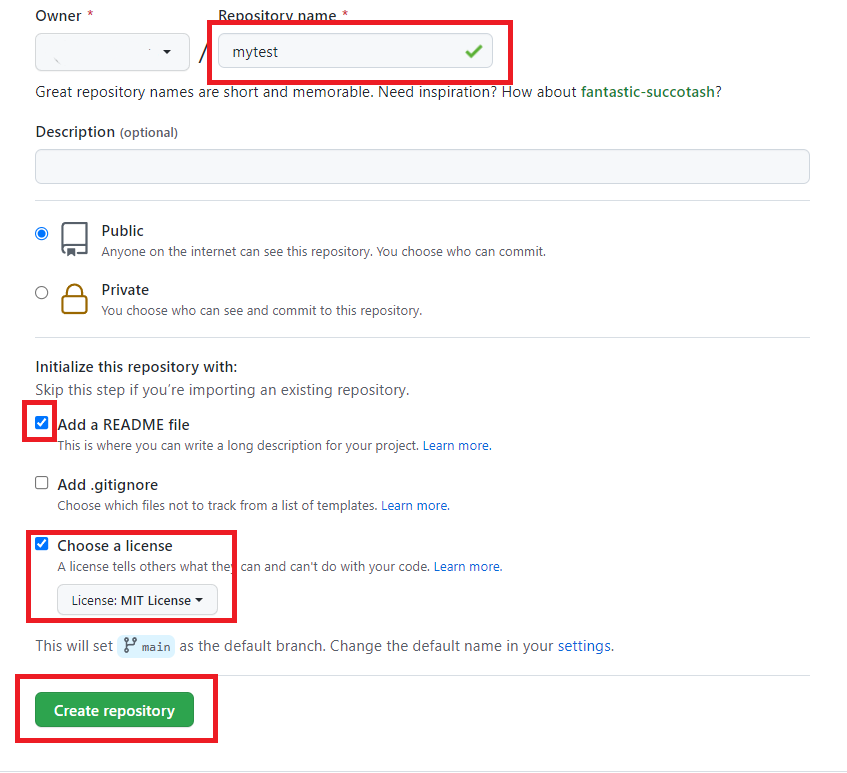 Owner * Repository name *
/ mytest
Great repository names are short and memorable. Need inspiration? How about fantastic-succotash?
Description (optional)
Public
Anyone on the internet can see this repository. You choose who can commit.
Private
You choose who can see and commit to this repository.
Initialize this repository with:
Skip this step if you're importing an existing repository.
Add a README file
This is where you can write a long description for your project. Learn more.
Add .gitignore
Choose which files not to track from a list of templates. Learn more.
Choose a license
A license tells others what they can and can't do with your code. Learn more.
License: MIT License
This will set main as the default branch. Change the default name in your settings.
Create repository